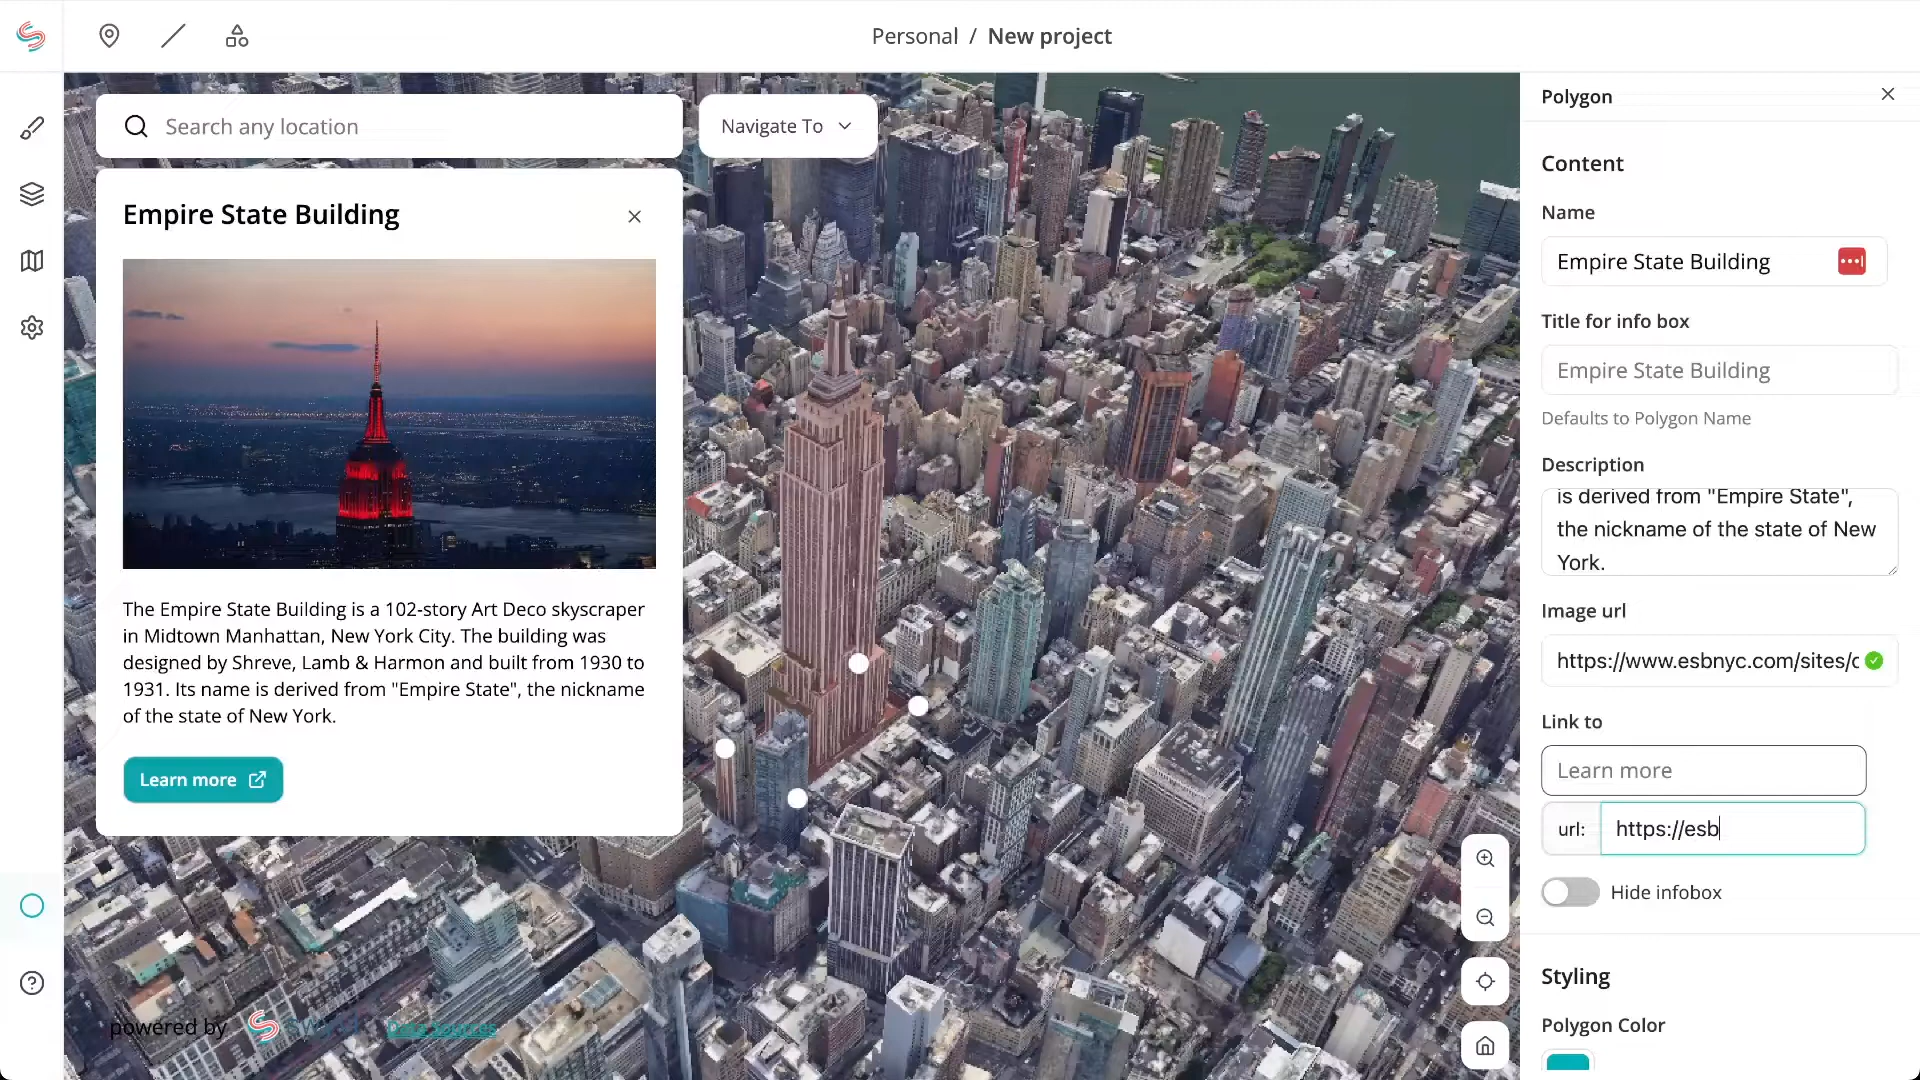 Personal / New project
Search any location
Navigate To
Empire State Building
The Empire State Building is a 102-story Art Deco skyscraper
in Midtown Manhattan, New York City. The building was
designed by Shreve, Lamb & Harmon and built from 1930 to
1931. Its name is derived from "Empire State", the nickname
of the state of New York.
Learn more
powered by
Data Sources
Polygon
Content
Name
Empire State Building
Title for info box
Empire State Building
Defaults to Polygon Name
Description
is derived from "Empire State",
the nickname of the state of New
York.
Image url
https://www.esbnyc.com/sites/c
Link to
Learn more
url: https://esb
Hide infobox
Styling
Polygon Color